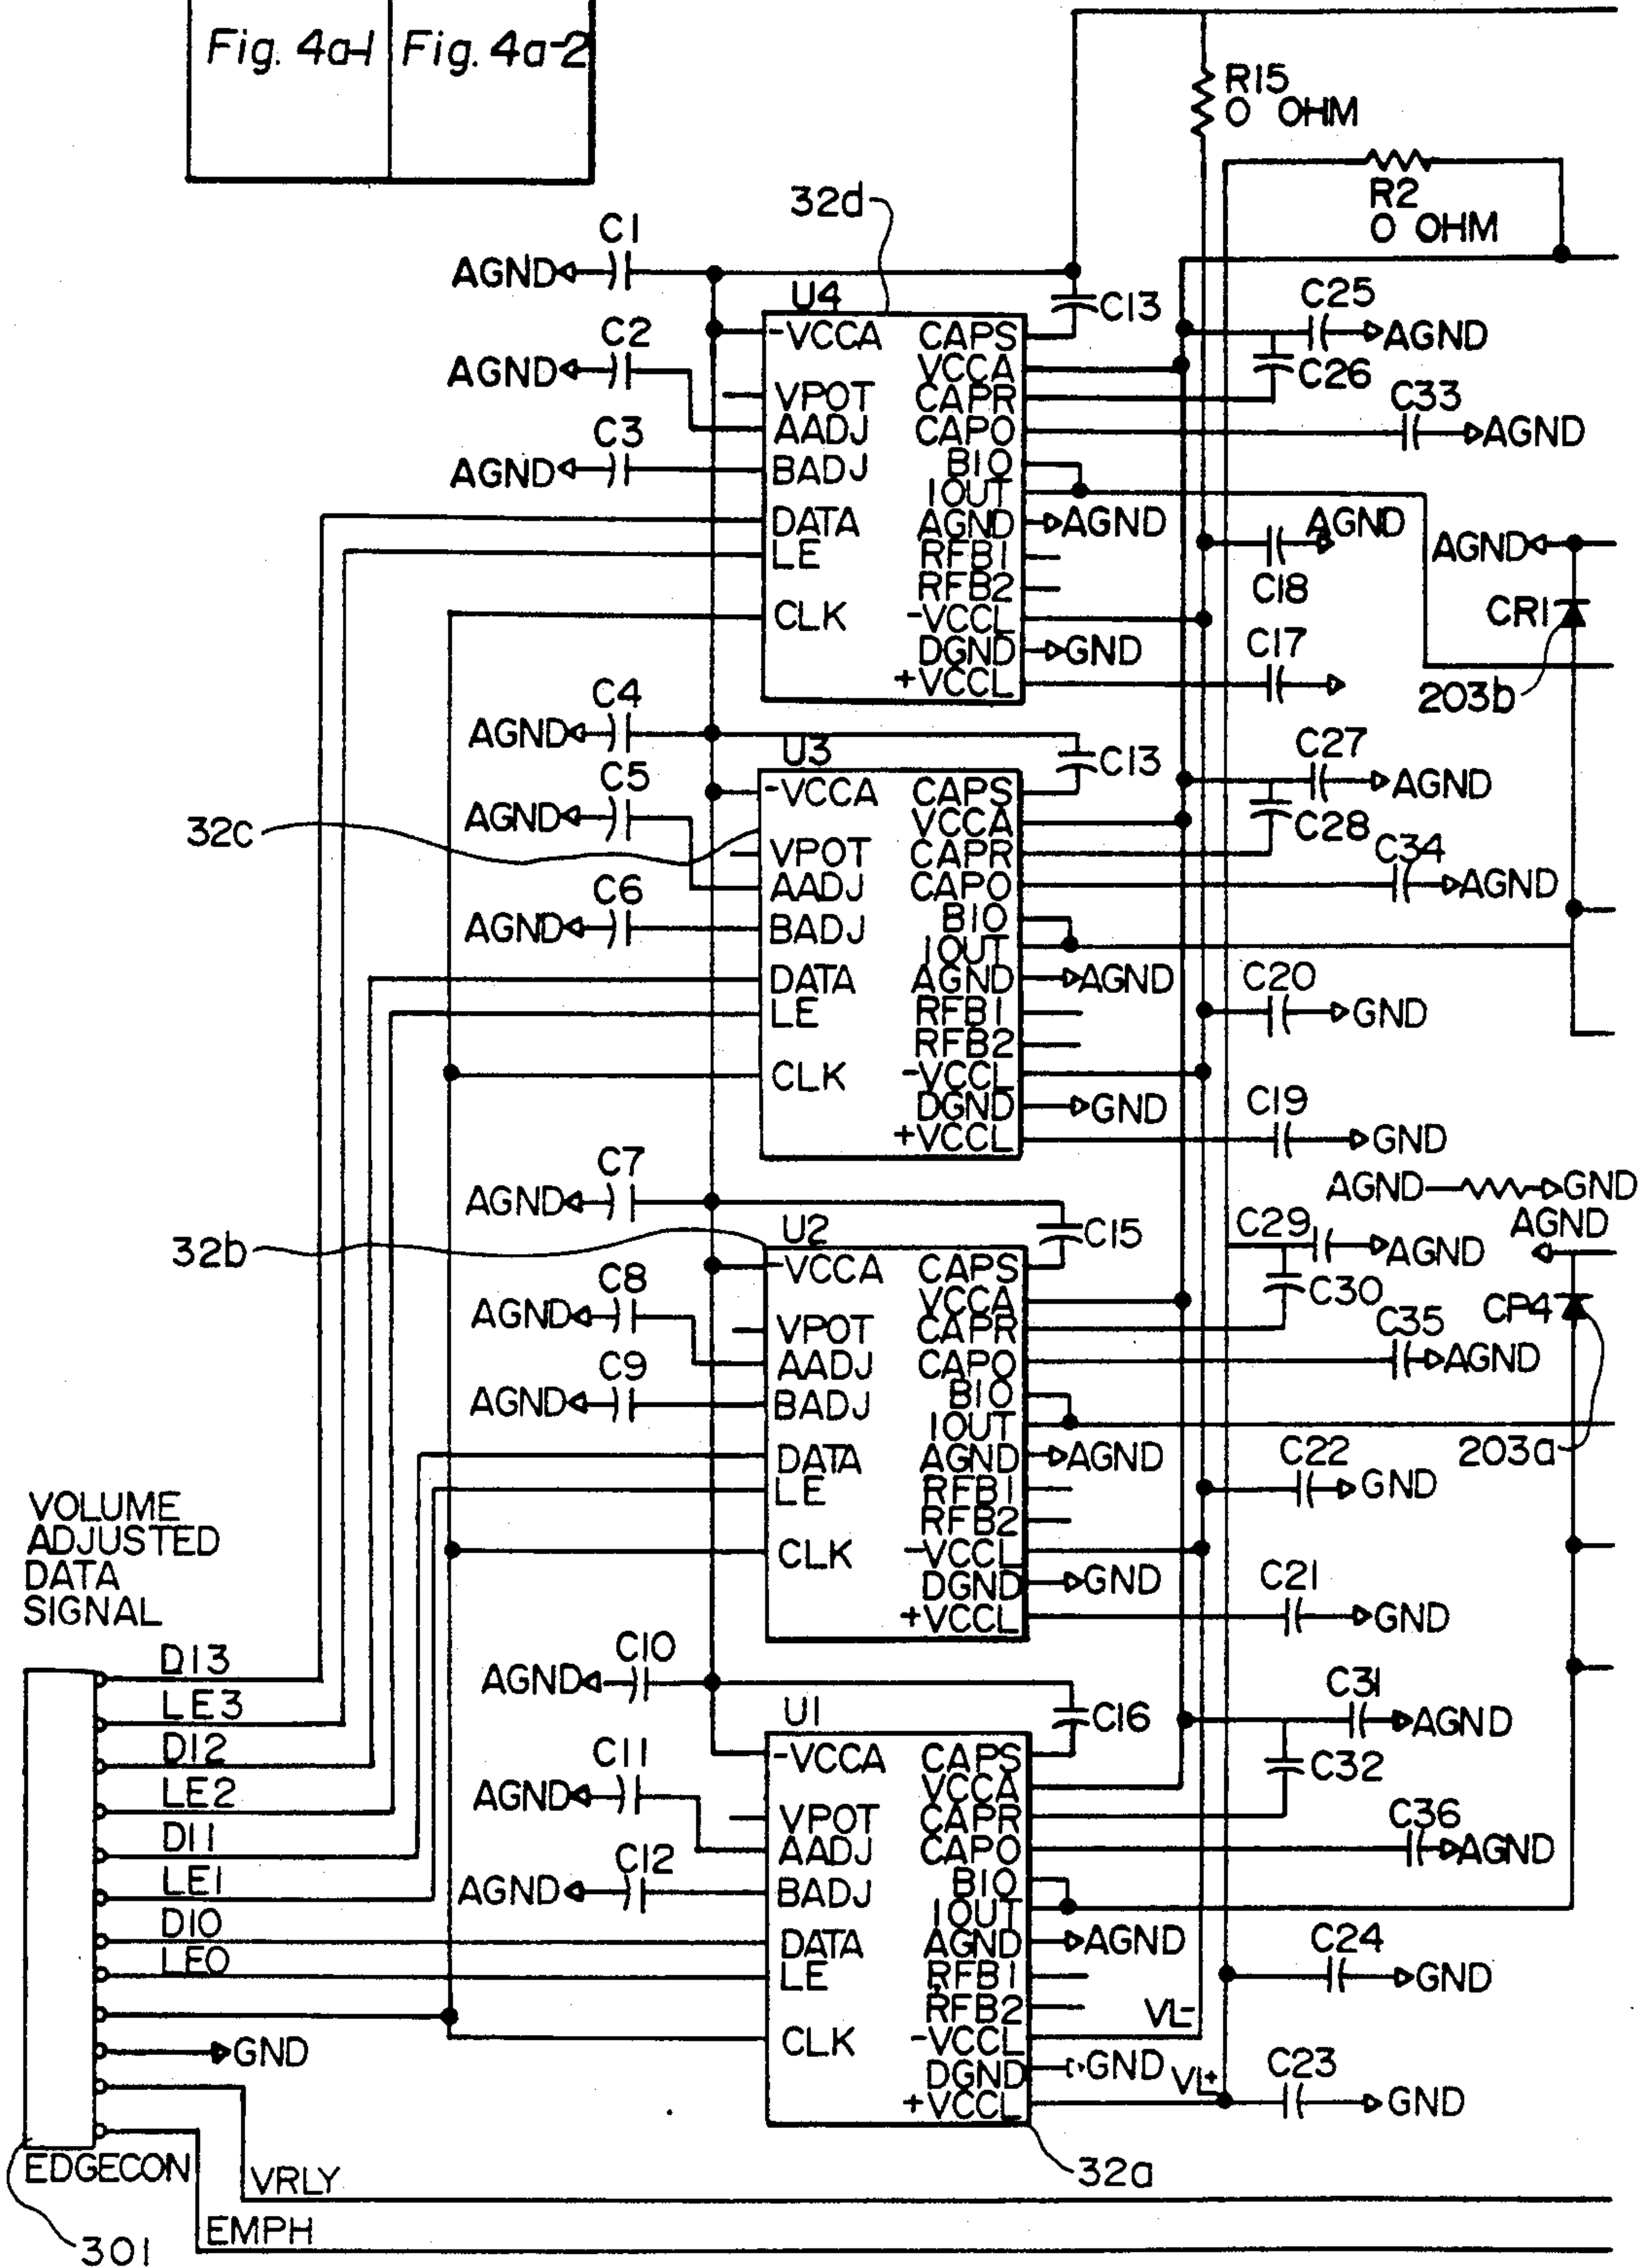 Fig. 4a-1
Fig. 4a-2
R15
0 OHM
R2
0 OHM
32d
C1
AGND
C2
AGND
C3
AGND
U4
-VCCA
VPOT
AADJ
BADJ
DATA
LE
CLK
CAPS
VCCA
CAPR
CAPO
BIO
IOUT
AGND
RFB1
RFB2
-VCCL
DGND
+VCCL
C13
C25
AGND
C26
C33
AGND
AGND
AGND
C18
GND
C17
AGND
CR1
203b
C4
AGND
C5
AGND
32c
C6
AGND
U3
-VCCA
VPOT
AADJ
BADJ
DATA
LE
CLK
CAPS
VCCA
CAPR
CAPO
BIO
IOUT
AGND
RFB1
RFB2
-VCCL
DGND
+VCCL
C13
C27
AGND
C28
C34
AGND
AGND
C20
GND
GND
C19
GND
AGND
GND
C7
AGND
32b
C8
AGND
C9
AGND
U2
-VCCA
VPOT
AADJ
BADJ
DATA
LE
CLK
CAPS
VCCA
CAPR
CAPO
BIO
IOUT
AGND
RFB1
RFB2
-VCCL
DGND
+VCCL
C15
C29
AGND
C30
C35
AGND
AGND
C22
GND
GND
C21
GND
AGND
CP4
203a
VOLUME
ADJUSTED
DATA
SIGNAL
DI3
LE3
DI2
LE2
DI1
LE1
DI0
LE0
GND
EDGECON
301
VRLY
EMPH
C10
AGND
C11
AGND
C12
AGND
U1
-VCCA
VPOT
AADJ
BADJ
DATA
LE
CLK
CAPS
VCCA
CAPR
CAPO
BIO
IOUT
AGND
RFB1
RFB2
-VCCL
DGND
+VCCL
C16
C31
AGND
C32
C36
AGND
AGND
C24
GND
VL-
GND
VL+
C23
GND
32a